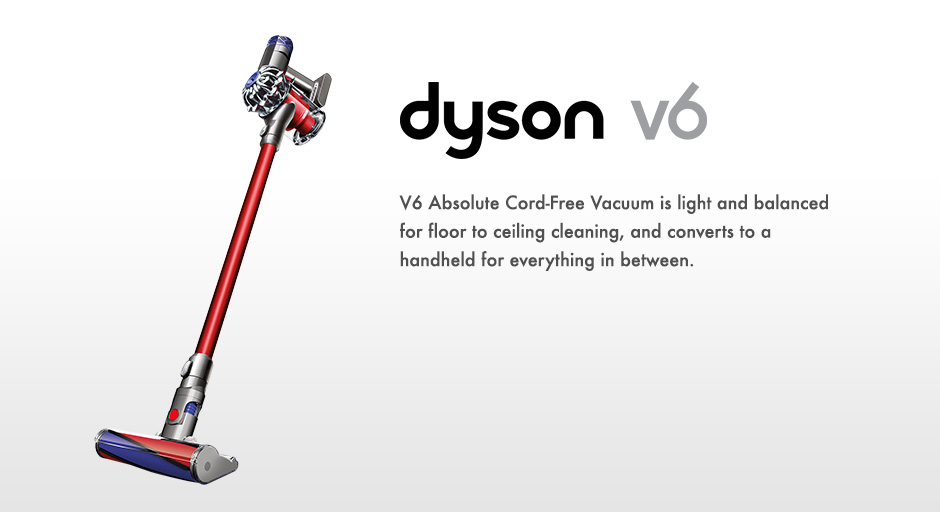 dyson v6
V6 Absolute Cord-Free Vacuum is light and balanced
for floor to ceiling cleaning, and converts to a
handheld for everything in between.